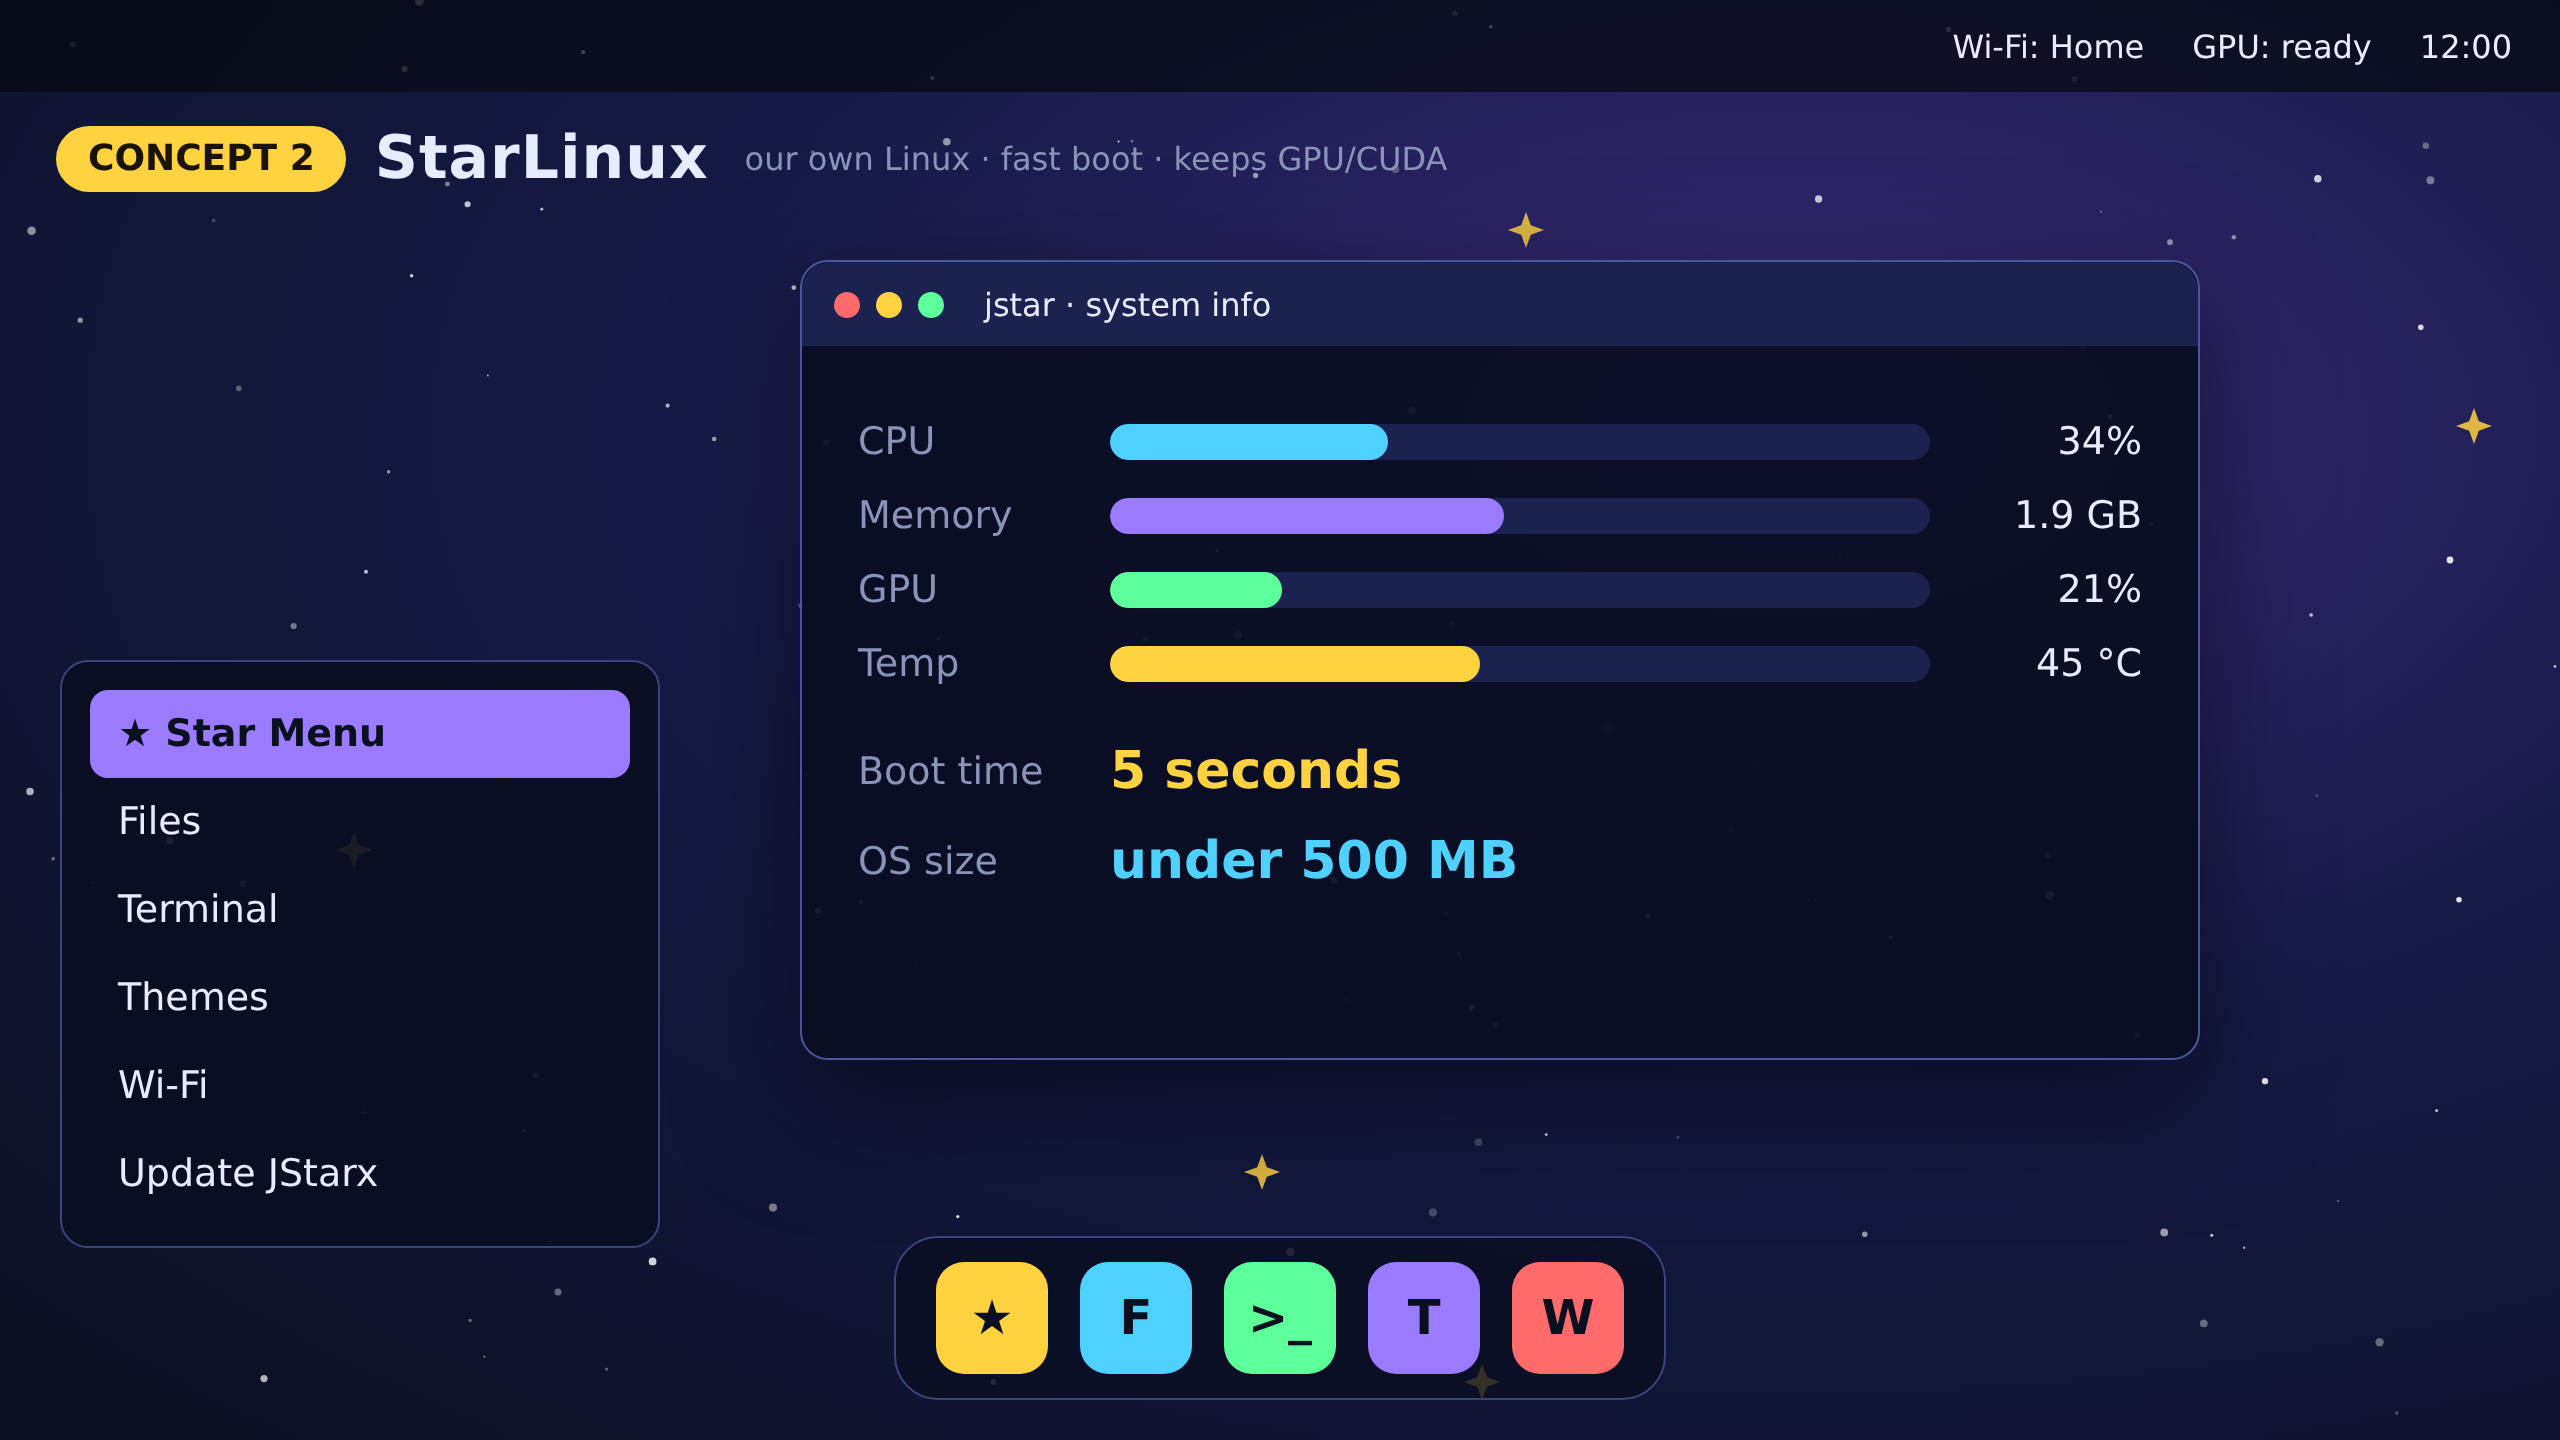 Wi-Fi: Home GPU: ready 12:00
CONCEPT 2 StarLinux our own Linux · fast boot · keeps GPU/CUDA
jstar · system info
CPU 34%
Memory 1.9 GB
GPU 21%
Temp 45 °C
Boot time 5 seconds
OS size under 500 MB
★ Star Menu
Files
Terminal
Themes
Wi-Fi
Update JStarx
★ F >_ T W